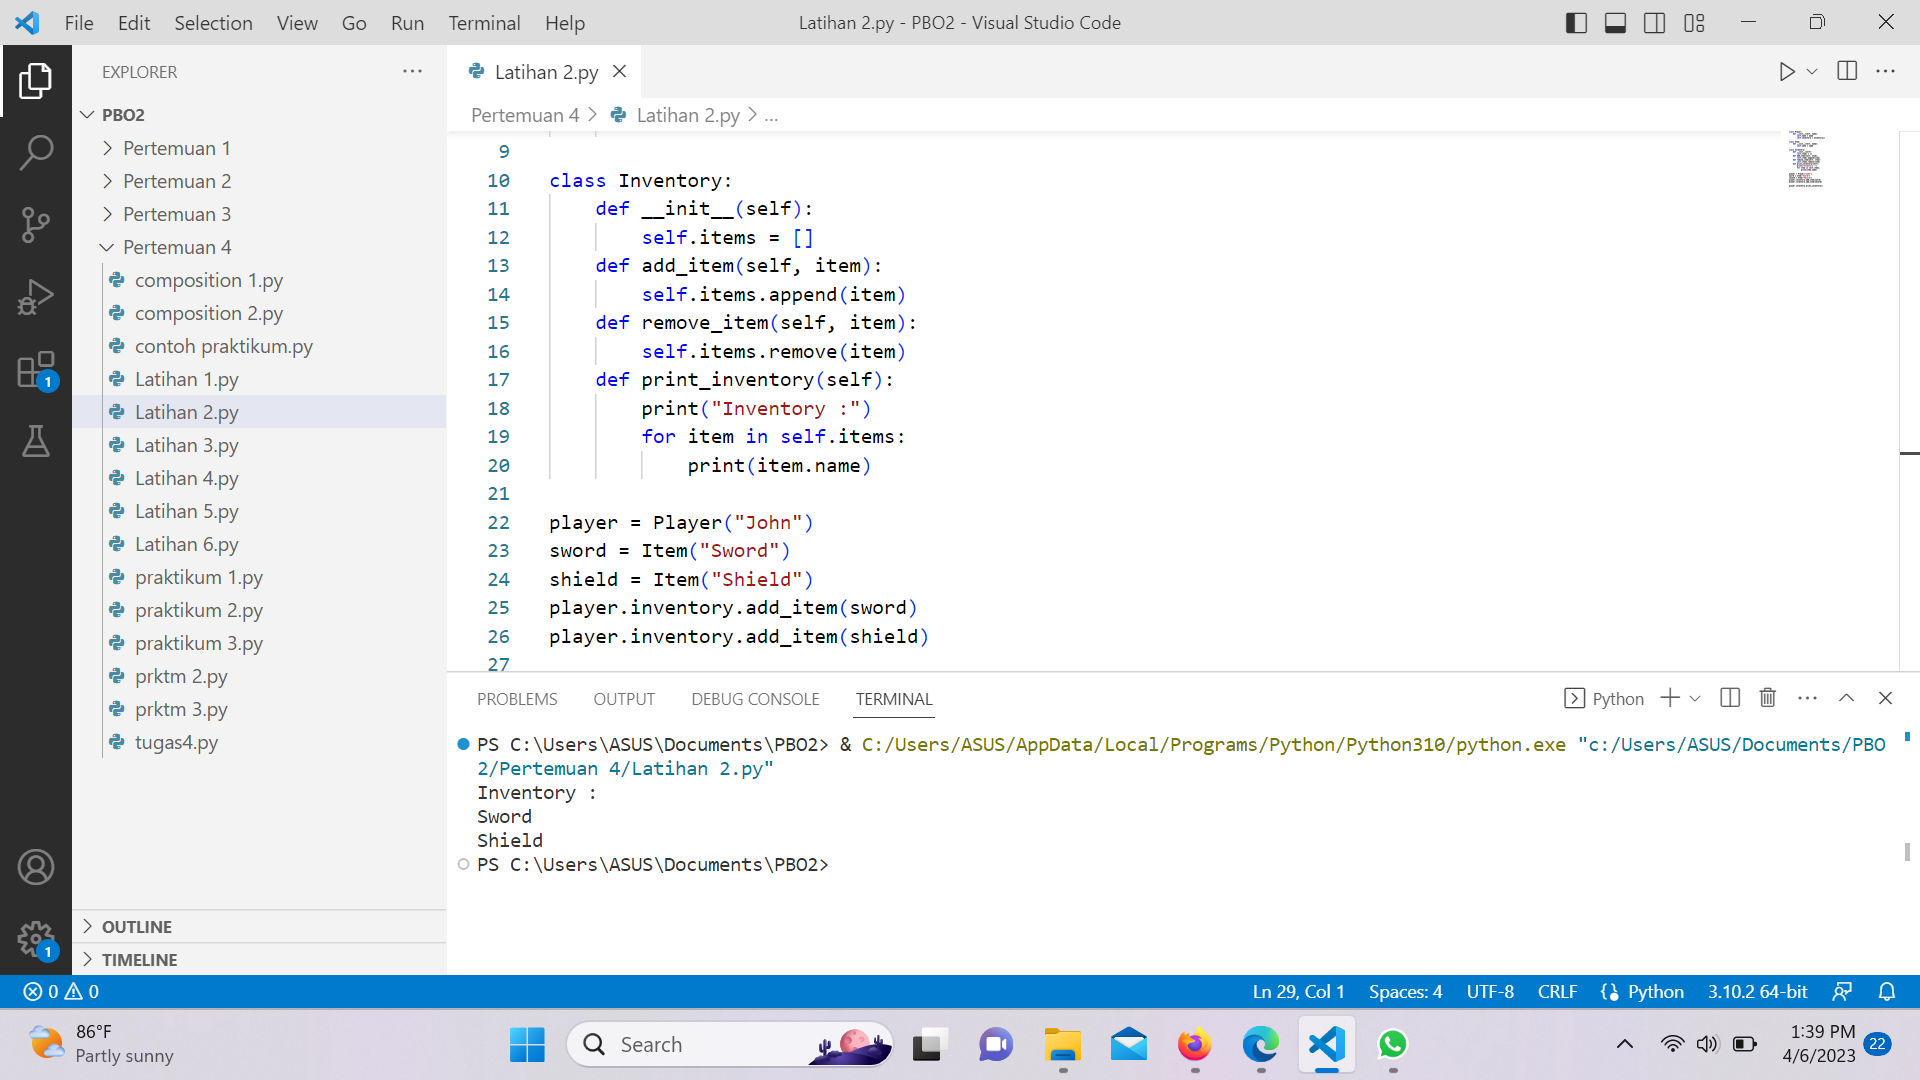 File Edit Selection View Go Run Terminal Help
Latihan 2.py - PBO2 - Visual Studio Code
EXPLORER
PBO2
Pertemuan 1
Pertemuan 2
Pertemuan 3
Pertemuan 4
composition 1.py
composition 2.py
contoh praktikum.py
Latihan 1.py
Latihan 2.py
Latihan 3.py
Latihan 4.py
Latihan 5.py
Latihan 6.py
praktikum 1.py
praktikum 2.py
praktikum 3.py
prktm 2.py
prktm 3.py
tugas4.py
OUTLINE
TIMELINE
1
1
Latihan 2.py
Pertemuan 4 > Latihan 2.py > ...
9
10 class Inventory:
11     def __init__(self):
12         self.items = []
13     def add_item(self, item):
14         self.items.append(item)
15     def remove_item(self, item):
16         self.items.remove(item)
17     def print_inventory(self):
18         print("Inventory :")
19         for item in self.items:
20             print(item.name)
21
22 player = Player("John")
23 sword = Item("Sword")
24 shield = Item("Shield")
25 player.inventory.add_item(sword)
26 player.inventory.add_item(shield)
27
PROBLEMS OUTPUT DEBUG CONSOLE TERMINAL
Python
PS C:\Users\ASUS\Documents\PBO2> & C:/Users/ASUS/AppData/Local/Programs/Python/Python310/python.exe "c:/Users/ASUS/Documents/PBO
2/Pertemuan 4/Latihan 2.py"
Inventory :
Sword
Shield
PS C:\Users\ASUS\Documents\PBO2>
0 0
Ln 29, Col 1 Spaces: 4 UTF-8 CRLF Python 3.10.2 64-bit
86°F
Partly sunny
Search
1:39 PM
4/6/2023
22